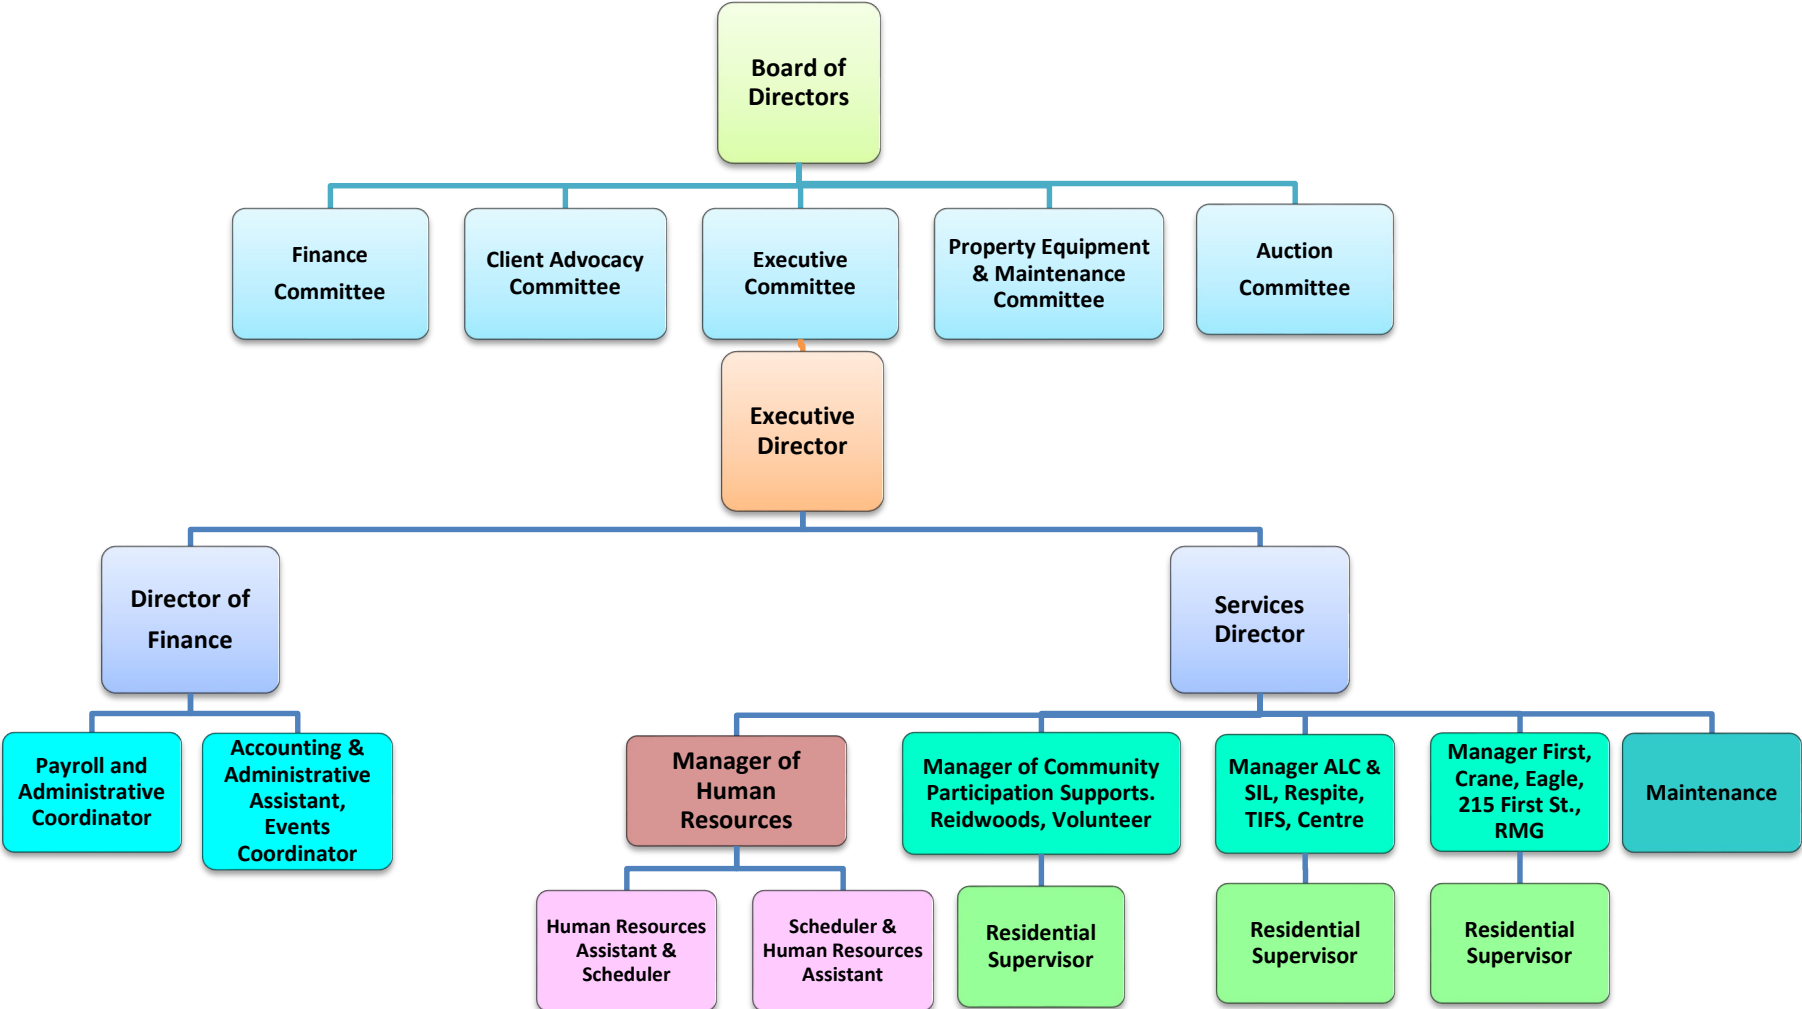 Board of
Directors
Finance
Committee
Client Advocacy
Committee
Executive
Committee
Property Equipment
& Maintenance
Committee
Auction
Committee
Executive
Director
Director of
Finance
Services
Director
Payroll and
Administrative
Coordinator
Accounting &
Administrative
Assistant,
Events
Coordinator
Manager of
Human
Resources
Manager of Community
Participation Supports.
Reidwoods, Volunteer
Manager ALC &
SIL, Respite,
TIFS, Centre
Manager First,
Crane, Eagle,
215 First St.,
RMG
Maintenance
Human Resources
Assistant &
Scheduler
Scheduler &
Human Resources
Assistant
Residential
Supervisor
Residential
Supervisor
Residential
Supervisor